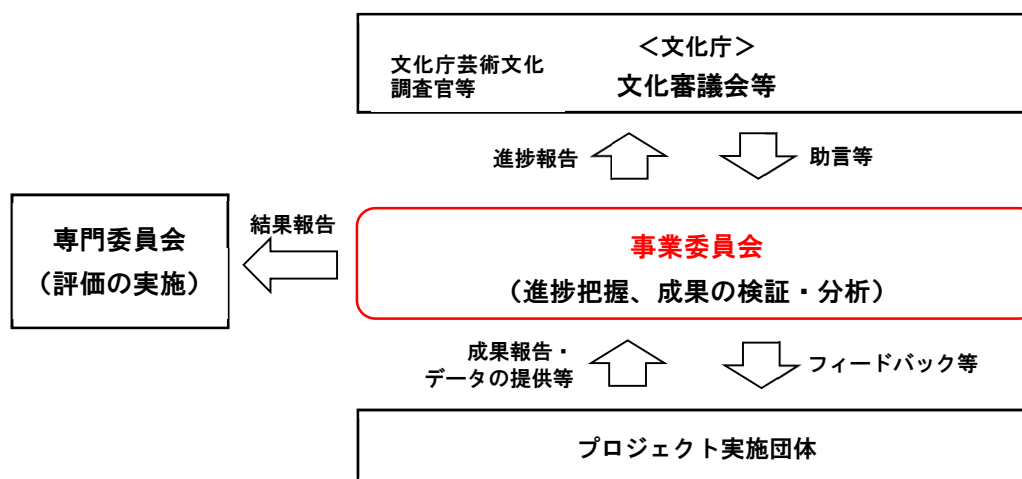 ＜文化庁＞
文化庁芸術文化
調査官等
文化審議会等
進捗報告
助言等
結果報告
専門委員会
（評価の実施）
事業委員会
（進捗把握、成果の検証・分析）
成果報告・
データの提供等
フィードバック等
プロジェクト実施団体